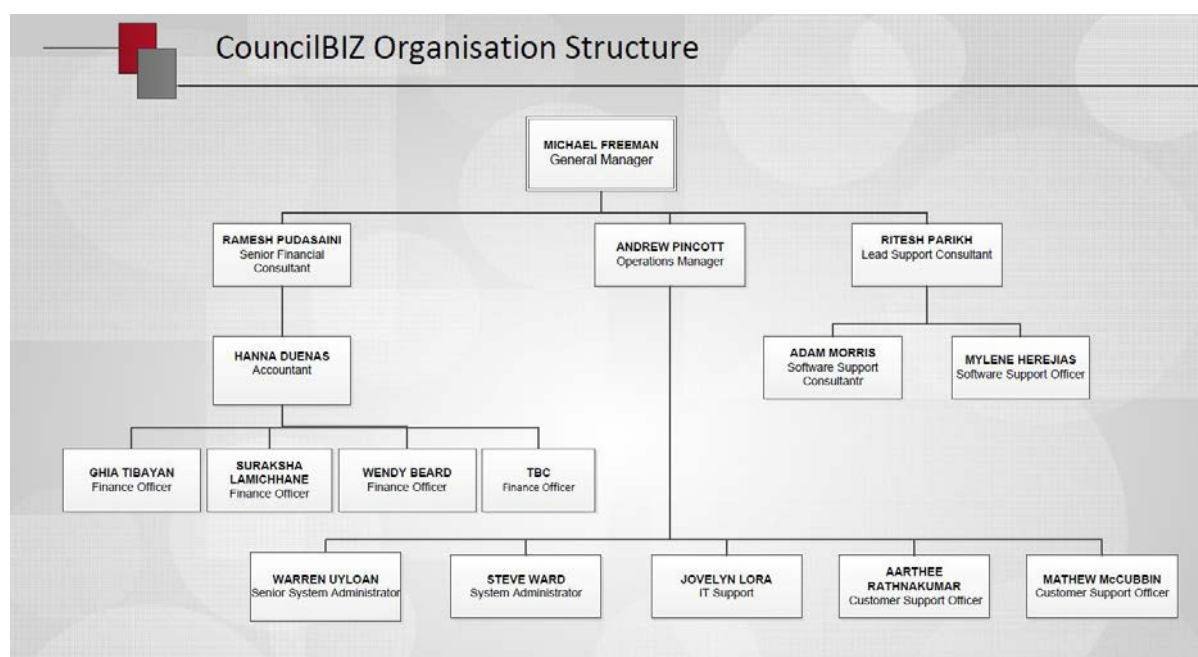 CouncilBIZ Organisation Structure
MICHAEL FREEMAN
General Manager
RAMESH PUDASAINI
Senior Financial
Consultant
ANDREW PINCOTT
Operations Manager
RITESH PARIKH
Lead Support Consultant
HANNA DUENAS
Accountant
ADAM MORRIS
Software Support
Consultantr
MYLENE HEREJIAS
Software Support Officer
GHIA TIBAYAN
Finance Officer
SURAKSHA
LAMICHHANE
Finance Officer
WENDY BEARD
Finance Officer
TBC
Finance Officer
WARREN UYLOAN
Senior System Administrator
STEVE WARD
System Administrator
JOVELYN LORA
IT Support
AARTHEE
RATHNAKUMAR
Customer Support Officer
MATHEW McCUBBIN
Customer Support Officer